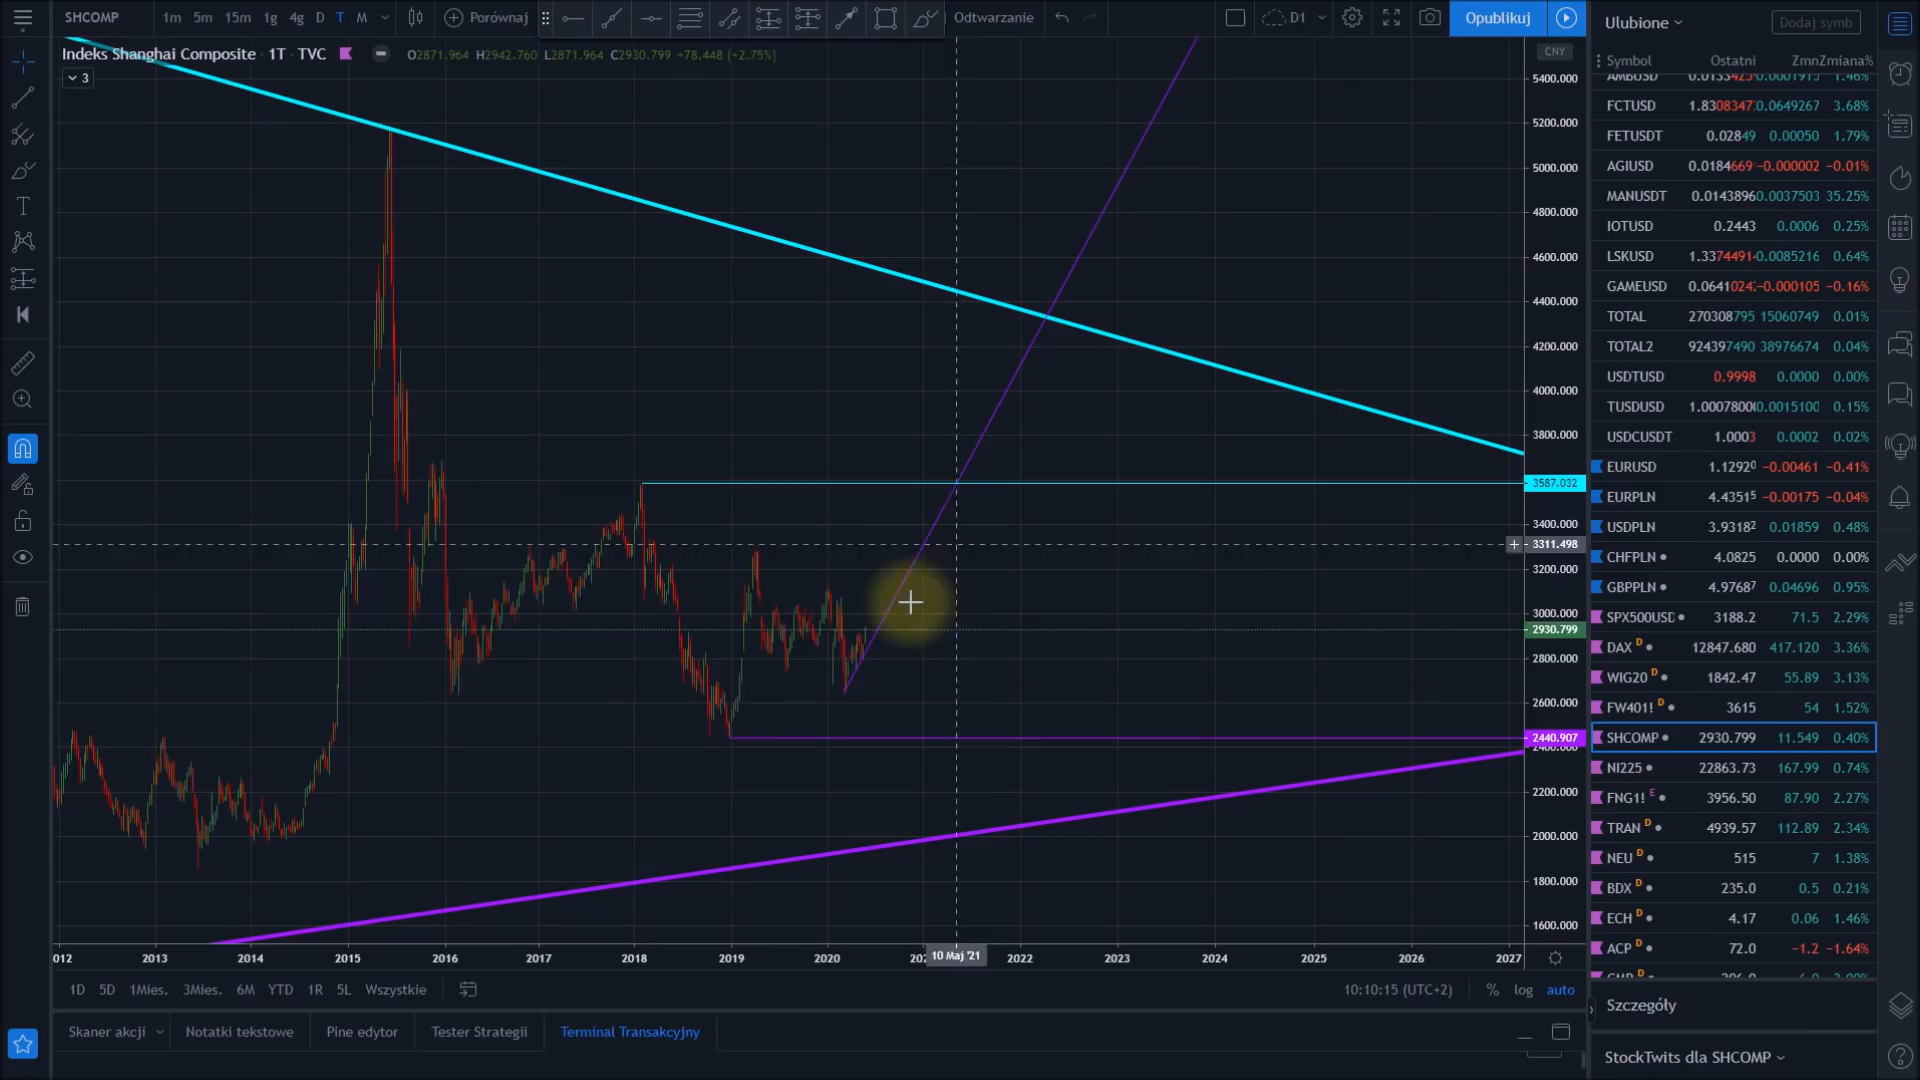 SHCOMP 1m 5m 15m 1g 4g D T M Porównaj Odtwarzanie D1 Opublikuj
Indeks Shanghai Composite · 1T · TVC O2871.964 H2942.760 L2871.964 C2930.799 +78.448 (+2.75%)
3
CNY
5400.000
5200.000
5000.000
4800.000
4600.000
4400.000
4200.000
4000.000
3800.000
3587.032
3400.000
3311.498
3200.000
3000.000
2930.799
2800.000
2600.000
2440.907
2400.000
2200.000
2000.000
1800.000
1600.000
012 2013 2014 2015 2016 2017 2018 2019 2020 10 Maj '21 2022 2023 2024 2025 2026 2027
1D 5D 1Mies. 3Mies. 6M YTD 1R 5L Wszystkie 10:10:15 (UTC+2) % log auto
Skaner akcji Notatki tekstowe Pine edytor Tester Strategii Terminal Transakcyjny
Ulubione Dodaj symb
Symbol Ostatni Zmn Zmiana%
AMBUSD 0.0133425 0.0001915 1.46%
FCTUSD 1.8308347 0.0649267 3.68%
FETUSDT 0.02849 0.00050 1.79%
AGIUSD 0.0184669 −0.000002 −0.01%
MANUSDT 0.0143896 0.0037503 35.25%
IOTUSD 0.2443 0.0006 0.25%
LSKUSD 1.3374491 0.0085216 0.64%
GAMEUSD 0.0641024 −0.000105 −0.16%
TOTAL 270308795 15060749 0.01%
TOTAL2 924397490 38976674 0.04%
USDTUSD 0.9998 0.0000 0.00%
TUSDUSD 1.0007800 0.0015100 0.15%
USDCUSDT 1.0003 0.0002 0.02%
EURUSD 1.12920 −0.00461 −0.41%
EURPLN 4.43515 −0.00175 −0.04%
USDPLN 3.93182 0.01859 0.48%
CHFPLN 4.0825 0.0000 0.00%
GBPPLN 4.97687 0.04696 0.95%
SPX500USD 3188.2 71.5 2.29%
DAX D 12847.680 417.120 3.36%
WIG20 D 1842.47 55.89 3.13%
FW401! D 3615 54 1.52%
SHCOMP 2930.799 11.549 0.40%
NI225 22863.73 167.99 0.74%
FNG1! E 3956.50 87.90 2.27%
TRAN D 4939.57 112.89 2.34%
NEU D 515 7 1.38%
BDX D 235.0 0.5 0.21%
ECH D 4.17 0.06 1.46%
ACP D 72.0 −1.2 −1.64%
Szczegóły
StockTwits dla SHCOMP